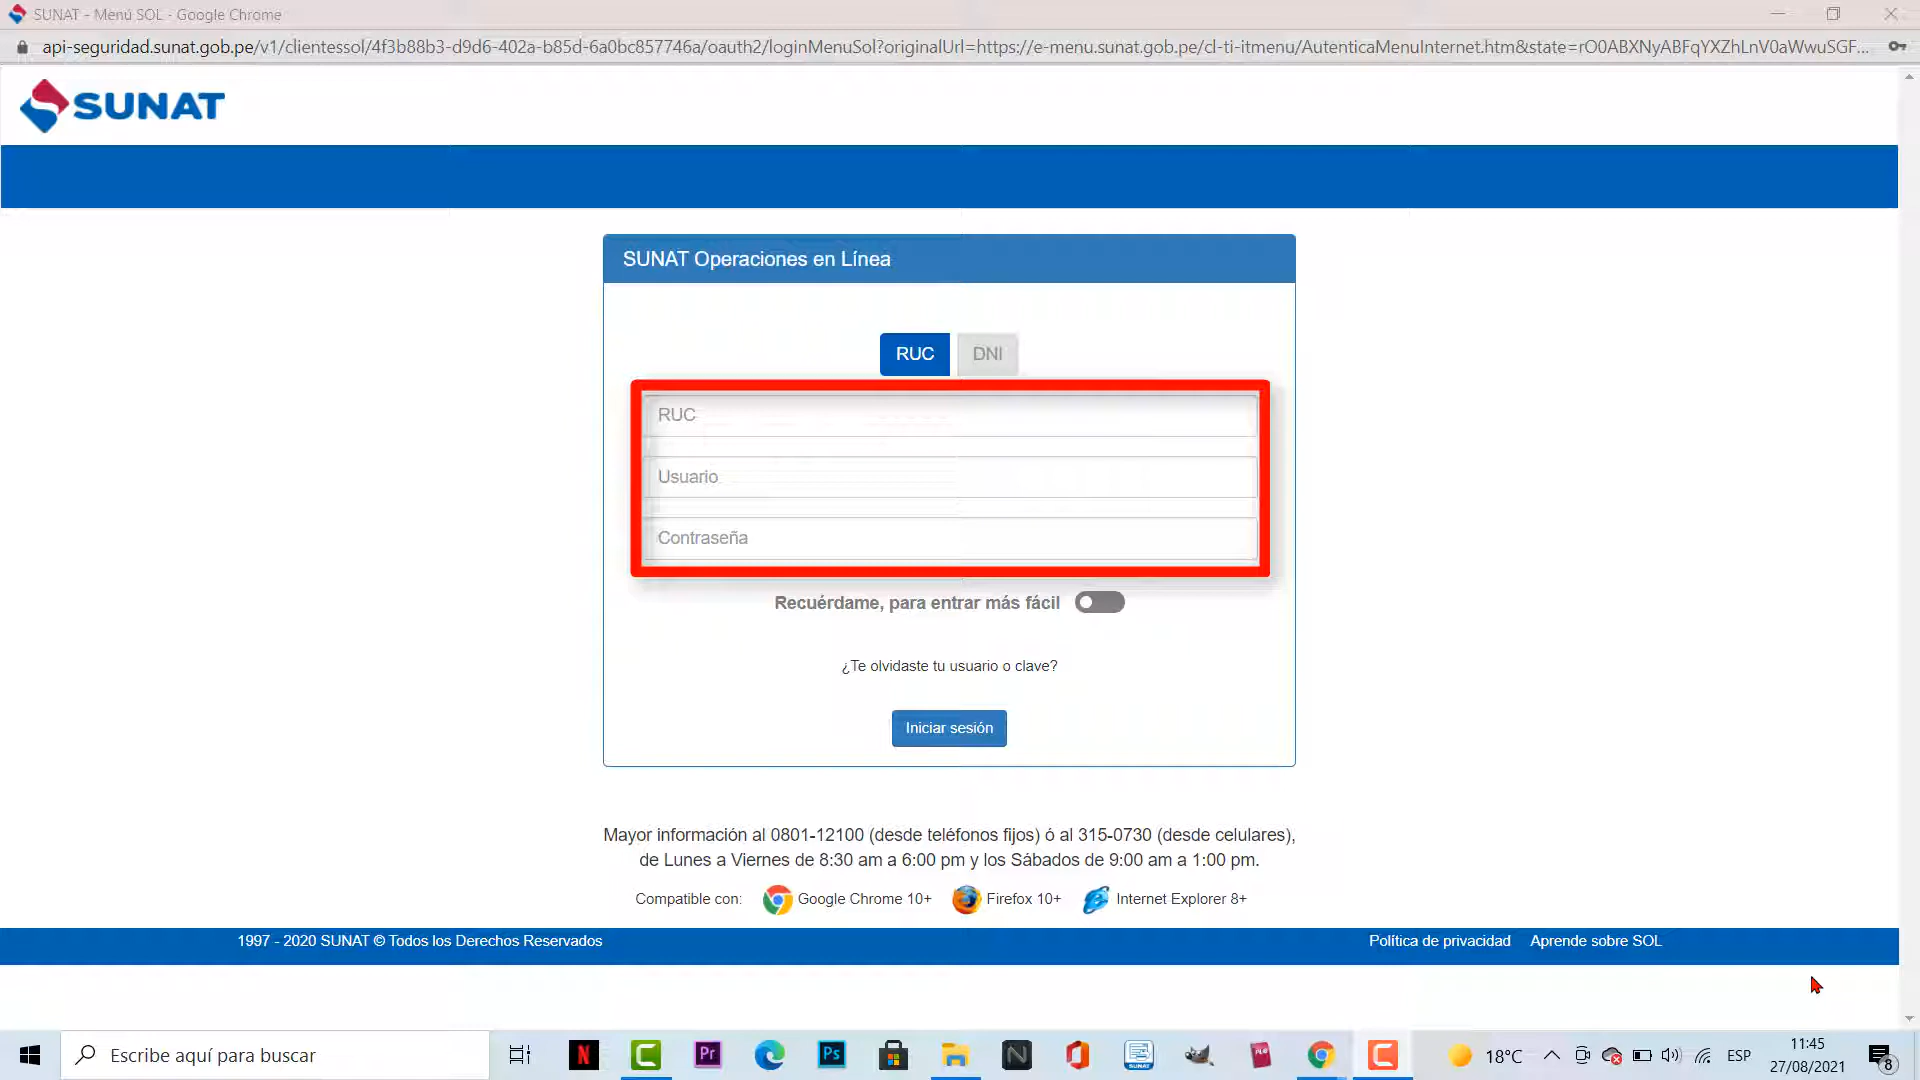 SUNAT - Menú SOL - Google Chrome
api-seguridad.sunat.gob.pe/v1/clientessol/4f3b88b3-d9d6-402a-b85d-6a0bc857746a/oauth2/loginMenuSol?originalUrl=https://e-menu.sunat.gob.pe/cl-ti-itmenu/AutenticaMenuInternet.htm&state=rO0ABXNyABFqYXZhLnV0aWwuSGF...
SUNAT
SUNAT Operaciones en Línea
RUC DNI
RUC
Usuario
Contraseña
Recuérdame, para entrar más fácil
¿Te olvidaste tu usuario o clave?
Iniciar sesión
Mayor información al 0801-12100 (desde teléfonos fijos) ó al 315-0730 (desde celulares),
de Lunes a Viernes de 8:30 am a 6:00 pm y los Sábados de 9:00 am a 1:00 pm.
Compatible con: Google Chrome 10+ Firefox 10+ Internet Explorer 8+
1997 - 2020 SUNAT © Todos los Derechos Reservados Política de privacidad Aprende sobre SOL
Escribe aquí para buscar N C Pr Ps N SUNAT PLE C 18°C ESP 11:45
27/08/2021 8